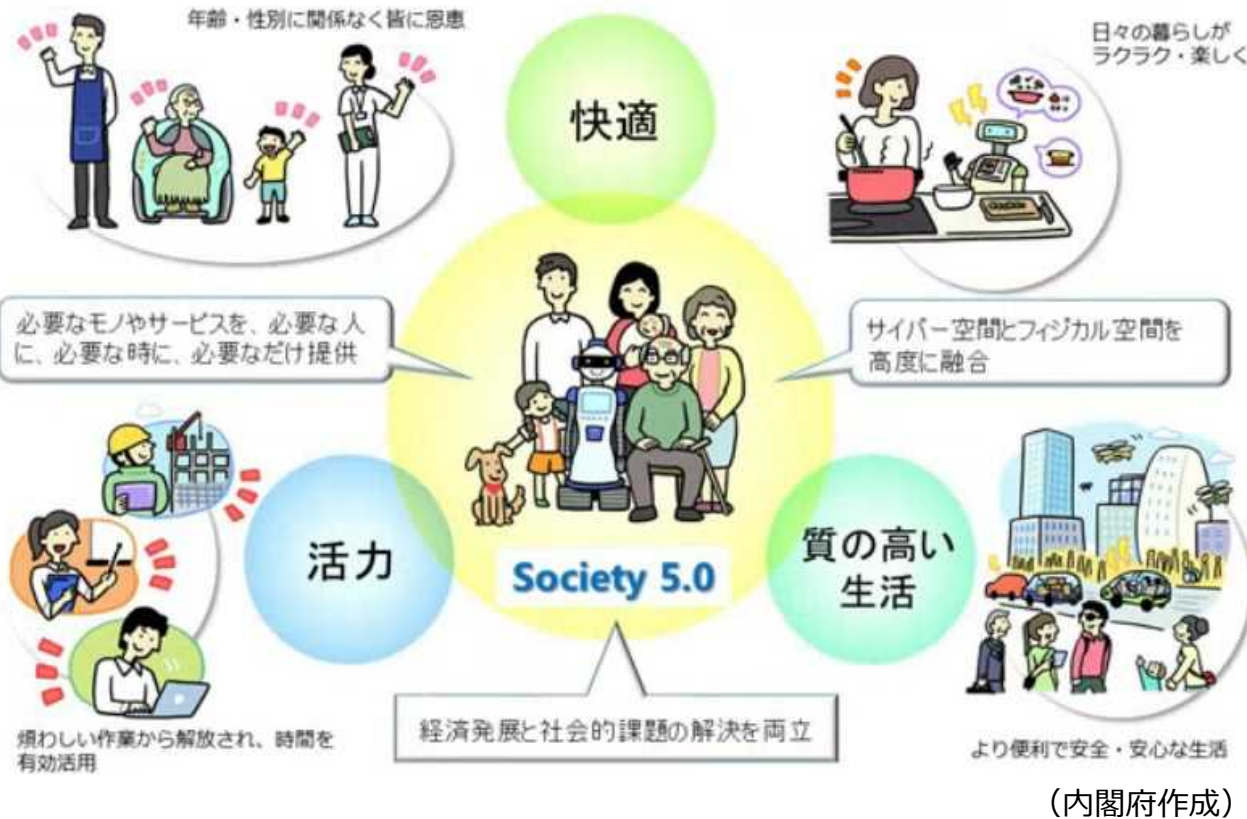 年齢・性別に関係なく皆に恩恵
快適
日々の暮らしが
ラクラク・楽しく
必要なモノやサービスを、必要な人
に、必要な時に、必要なだけ提供
サイバー空間とフィジカル空間を
高度に融合
活力
Society 5.0
質の高い
生活
経済発展と社会的課題の解決を両立
煩わしい作業から解放され、時間を
有効活用
より便利で安全・安心な生活
（内閣府作成）